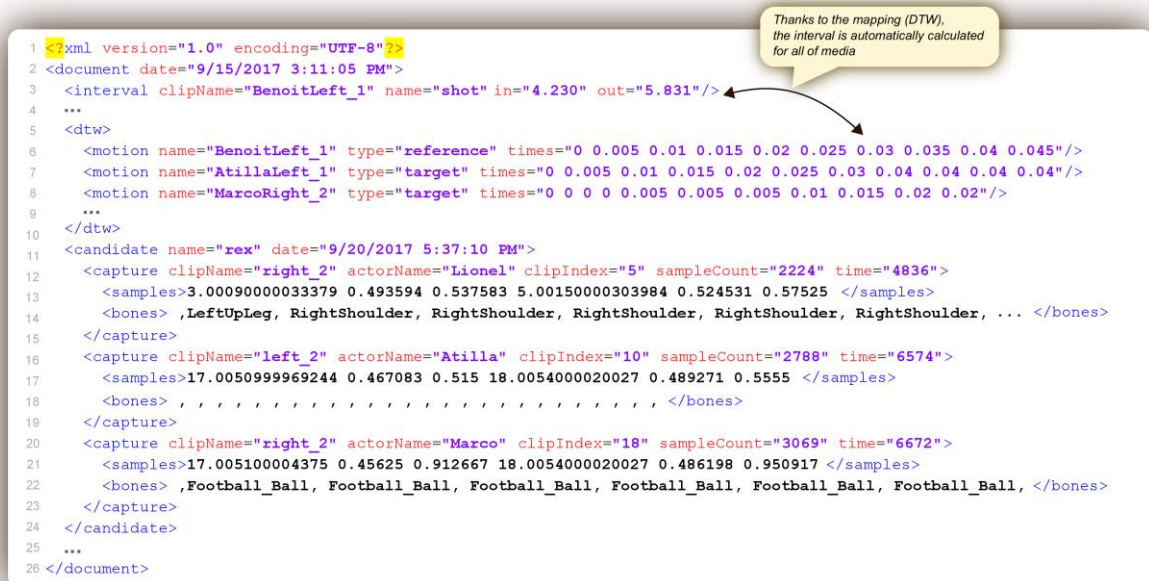 Thanks to the mapping (DTW),
the interval is automatically calculated
for all of media
1 <?xml version="1.0" encoding="UTF-8"?>
2 <document date="9/15/2017 3:11:05 PM">
3 <interval clipName="BenoitLeft_1" name="shot" in="4.230" out="5.831"/>
4 ...
5 <dtw>
6 <motion name="BenoitLeft_1" type="reference" times="0 0.005 0.01 0.015 0.02 0.025 0.03 0.035 0.04 0.045"/>
7 <motion name="AtillaLeft_1" type="target" times="0 0.005 0.01 0.015 0.02 0.025 0.03 0.04 0.04 0.04 0.04"/>
8 <motion name="MarcoRight_2" type="target" times="0 0 0 0 0.005 0.005 0.005 0.01 0.015 0.02 0.02"/>
9 ...
10 </dtw>
11 <candidate name="rex" date="9/20/2017 5:37:10 PM">
12 <capture clipName="right_2" actorName="Lionel" clipIndex="5" sampleCount="2224" time="4836">
13 <samples>3.00090000033379 0.493594 0.537583 5.00150000303984 0.524531 0.57525 </samples>
14 <bones> ,LeftUpLeg, RightShoulder, RightShoulder, RightShoulder, RightShoulder, RightShoulder, ... </bones>
15 </capture>
16 <capture clipName="left_2" actorName="Atilla" clipIndex="10" sampleCount="2788" time="6574">
17 <samples>17.0050999969244 0.467083 0.515 18.0054000020027 0.489271 0.5555 </samples>
18 <bones> , , , , , , , , , , , , , , , , , , , , , , , , , , </bones>
19 </capture>
20 <capture clipName="right_2" actorName="Marco" clipIndex="18" sampleCount="3069" time="6672">
21 <samples>17.005100004375 0.45625 0.912667 18.0054000020027 0.486198 0.950917 </samples>
22 <bones> ,Football_Ball, Football_Ball, Football_Ball, Football_Ball, Football_Ball, Football_Ball, </bones>
23 </capture>
24 </candidate>
25 ...
26 </document>